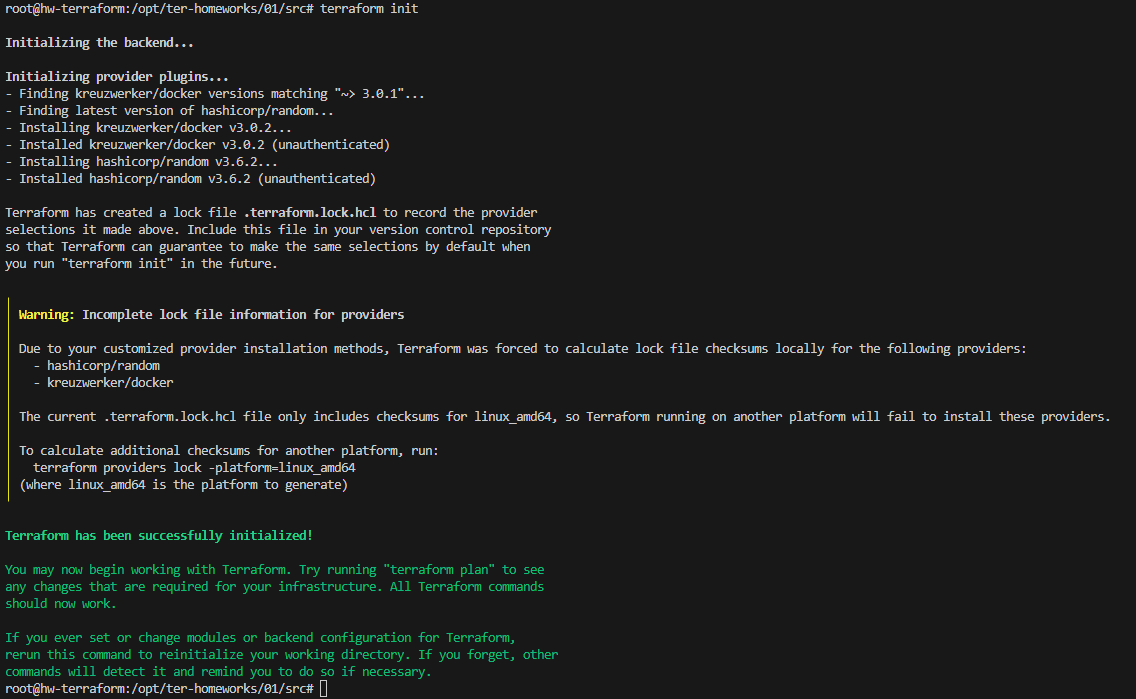 root@hw-terraform:/opt/ter-homeworks/01/src# terraform init
Initializing the backend...
Initializing provider plugins...
- Finding kreuzwerker/docker versions matching "~> 3.0.1"...
- Finding latest version of hashicorp/random...
- Installing kreuzwerker/docker v3.0.2...
- Installed kreuzwerker/docker v3.0.2 (unauthenticated)
- Installing hashicorp/random v3.6.2...
- Installed hashicorp/random v3.6.2 (unauthenticated)
Terraform has created a lock file .terraform.lock.hcl to record the provider
selections it made above. Include this file in your version control repository
so that Terraform can guarantee to make the same selections by default when
you run "terraform init" in the future.
Warning: Incomplete lock file information for providers
Due to your customized provider installation methods, Terraform was forced to calculate lock file checksums locally for the following providers:
- hashicorp/random
- kreuzwerker/docker
The current .terraform.lock.hcl file only includes checksums for linux_amd64, so Terraform running on another platform will fail to install these providers.
To calculate additional checksums for another platform, run:
terraform providers lock -platform=linux_amd64
(where linux_amd64 is the platform to generate)
Terraform has been successfully initialized!
You may now begin working with Terraform. Try running "terraform plan" to see
any changes that are required for your infrastructure. All Terraform commands
should now work.
If you ever set or change modules or backend configuration for Terraform,
rerun this command to reinitialize your working directory. If you forget, other
commands will detect it and remind you to do so if necessary.
root@hw-terraform:/opt/ter-homeworks/01/src#